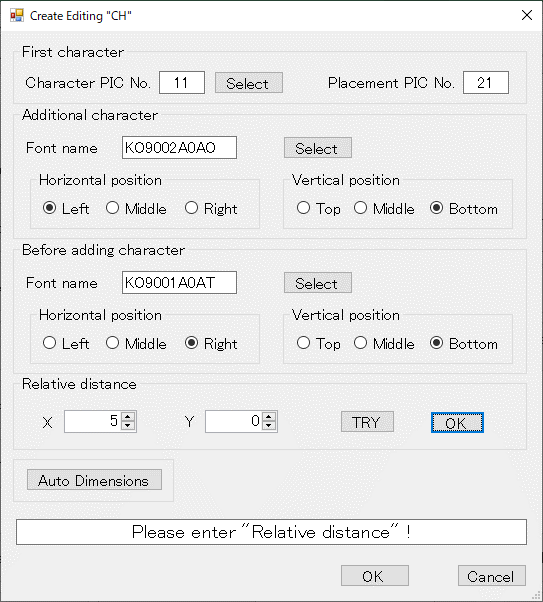 Create Editing "CH"
First character
Character PIC No. 11 Select Placement PIC No. 21
Additional character
Font name KO9002A0AO Select
Horizontal position Vertical position
Left Middle Right Top Middle Bottom
Before adding character
Font name KO9001A0AT Select
Horizontal position Vertical position
Left Middle Right Top Middle Bottom
Relative distance
X 5 Y 0 TRY OK
Auto Dimensions
Please enter "Relative distance" !
OK Cancel